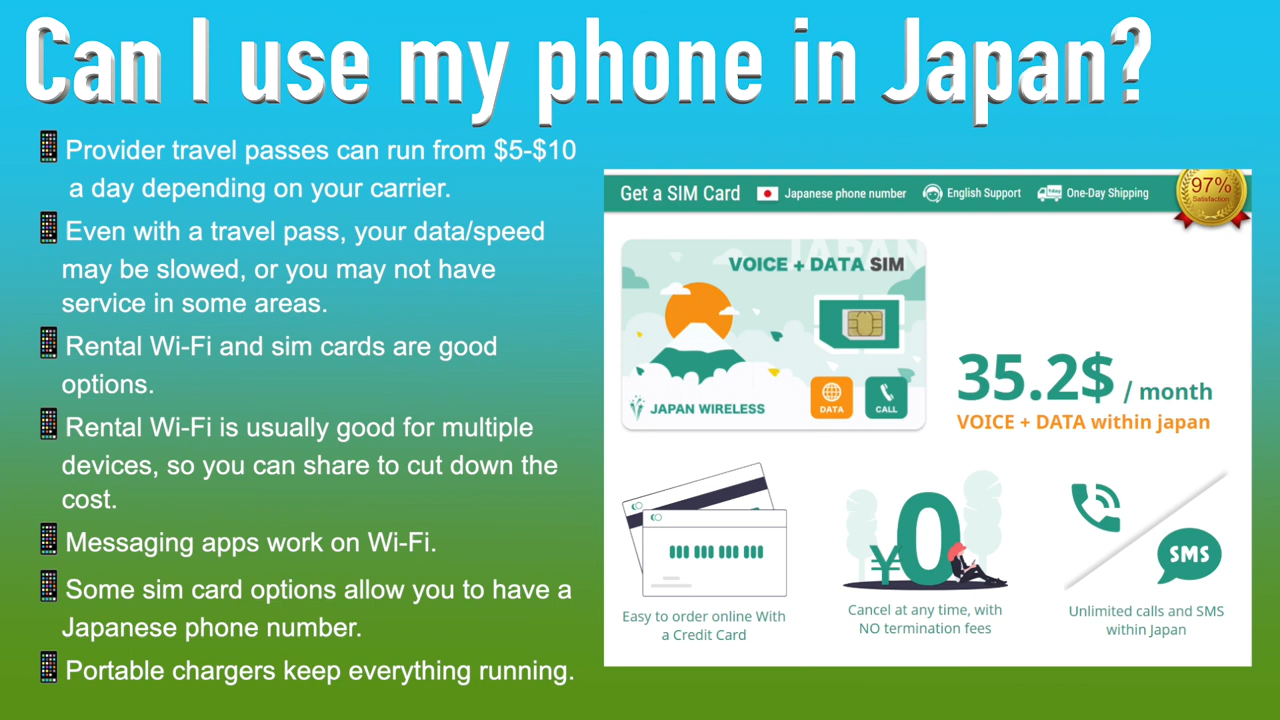 Can I use my phone in Japan?
Provider travel passes can run from $5-$10
a day depending on your carrier.
Even with a travel pass, your data/speed
may be slowed, or you may not have
service in some areas.
Rental Wi-Fi and sim cards are good
options.
Rental Wi-Fi is usually good for multiple
devices, so you can share to cut down the
cost.
Messaging apps work on Wi-Fi.
Some sim card options allow you to have a
Japanese phone number.
Portable chargers keep everything running.
Get a SIM Card
Japanese phone number
English Support
One-Day Shipping
97%
Satisfaction
JAPAN
VOICE + DATA SIM
JAPAN WIRELESS
DATA
CALL
35.2$ / month
VOICE + DATA within japan
¥0
SMS
Easy to order online With
a Credit Card
Cancel at any time, with
NO termination fees
Unlimited calls and SMS
within Japan